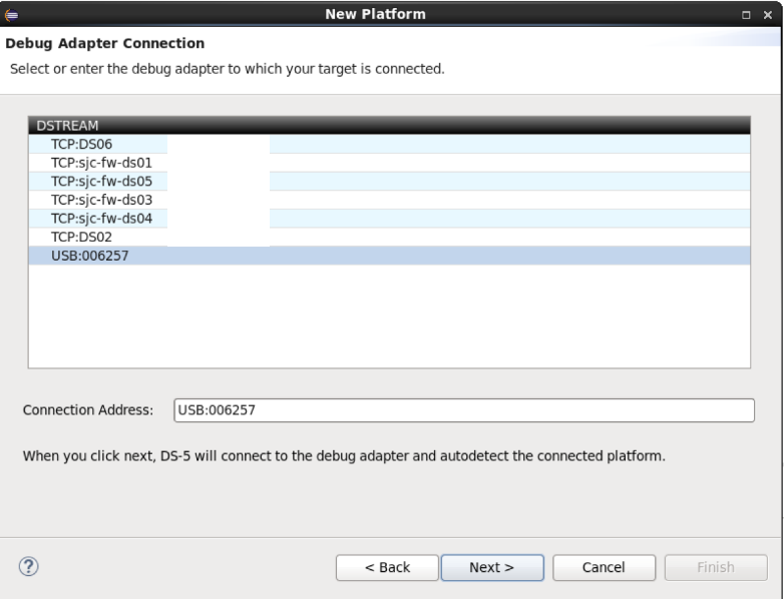 New Platform
Debug Adapter Connection
Select or enter the debug adapter to which your target is connected.
DSTREAM
TCP:DS06
TCP:sjc-fw-ds01
TCP:sjc-fw-ds05
TCP:sjc-fw-ds03
TCP:sjc-fw-ds04
TCP:DS02
USB:006257
Connection Address: USB:006257
When you click next, DS-5 will connect to the debug adapter and autodetect the connected platform.
? < Back Next > Cancel Finish